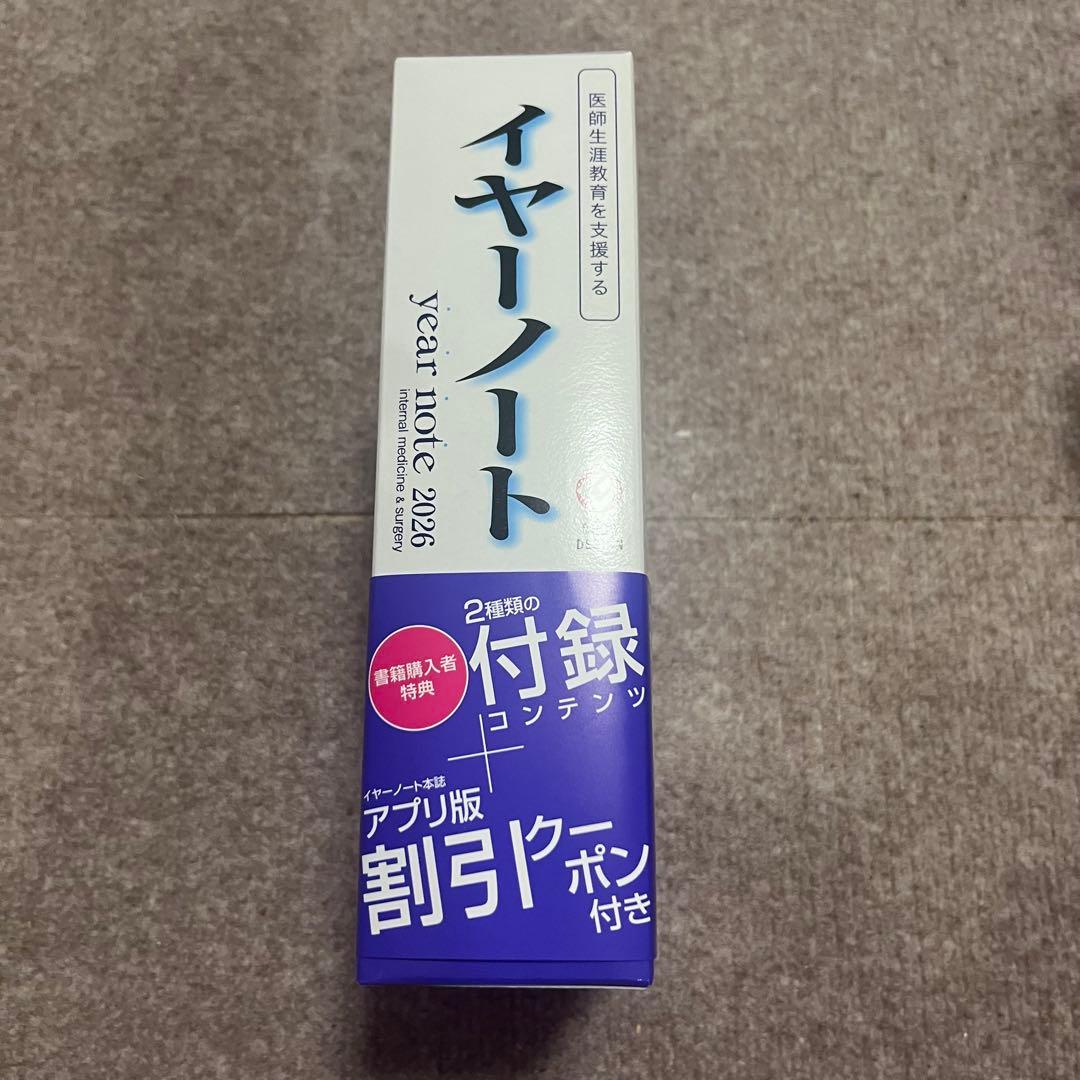 医師生涯教育を支援する
イヤーノート
year note 2026
internal medicine & surgery
書籍購入者
特典
2種類の
付録
コンテンツ
+
イヤーノート本誌
アプリ版
割引クー
ポン
付き